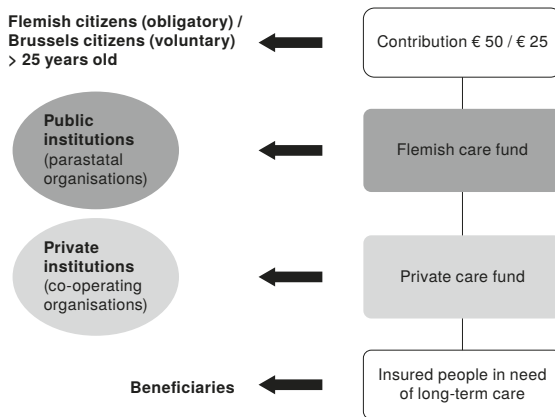 Flemish citizens (obligatory) /
Brussels citizens (voluntary)
> 25 years old
Contribution € 50 / € 25
Public
institutions
(parastatal
organisations)
Flemish care fund
Private
institutions
(co-operating
organisations)
Private care fund
Beneficiaries
Insured people in need
of long-term care